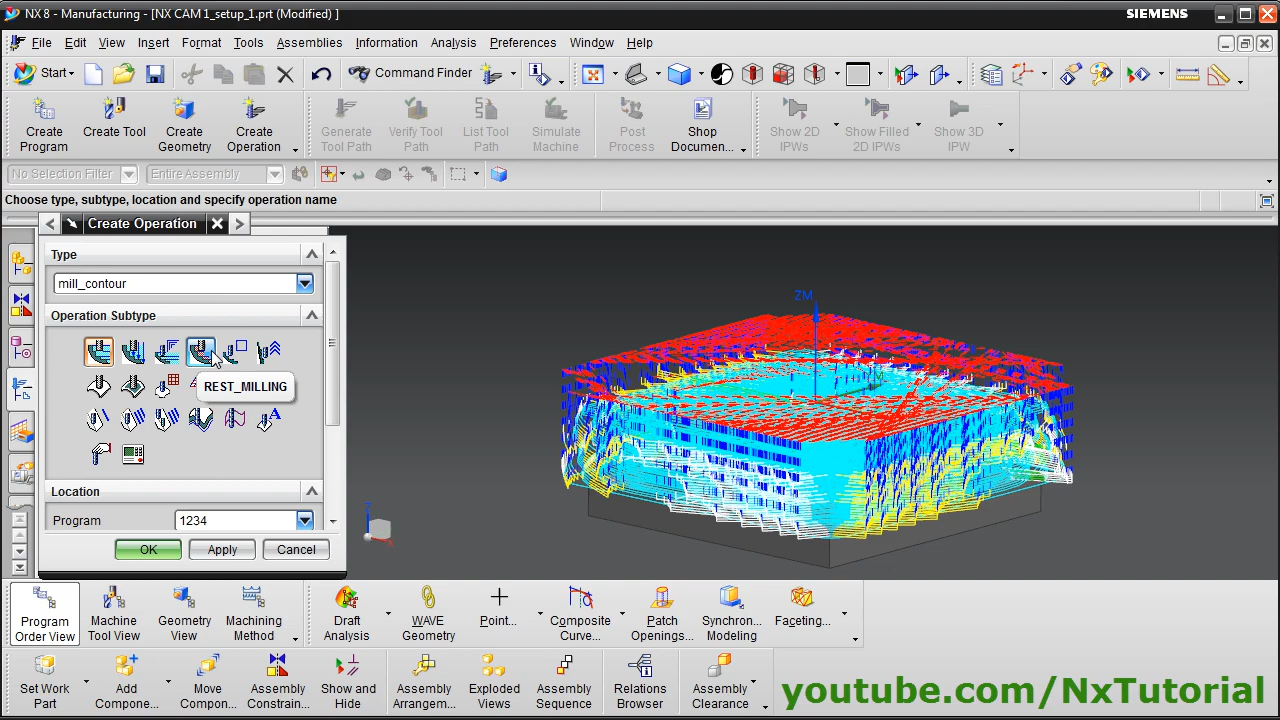 NX 8 - Manufacturing - [NX CAM 1_setup_1.prt (Modified) ]
SIEMENS
File Edit View Insert Format Tools Assemblies Information Analysis Preferences Window Help
Start
Command Finder
Create Program
Create Tool
Create Geometry
Create Operation
Generate Tool Path
Verify Tool Path
List Tool Path
Simulate Machine
Post Process
Shop Documen...
Show 2D IPWs
Show Filled 2D IPWs
Show 3D IPW
No Selection Filter
Entire Assembly
Choose type, subtype, location and specify operation name
Create Operation
Type
mill_contour
Operation Subtype
REST_MILLING
Location
Program
1234
OK
Apply
Cancel
ZM
Program Order View
Machine Tool View
Geometry View
Machining Method
Draft Analysis
WAVE Geometry
Point...
Composite Curve...
Patch Openings...
Synchron... Modeling
Faceting...
Set Work Part
Add Compone...
Move Compon...
Assembly Constrain...
Show and Hide
Assembly Arrangem...
Exploded Views
Assembly Sequence
Relations Browser
Assembly Clearance
youtube.com/NxTutorial